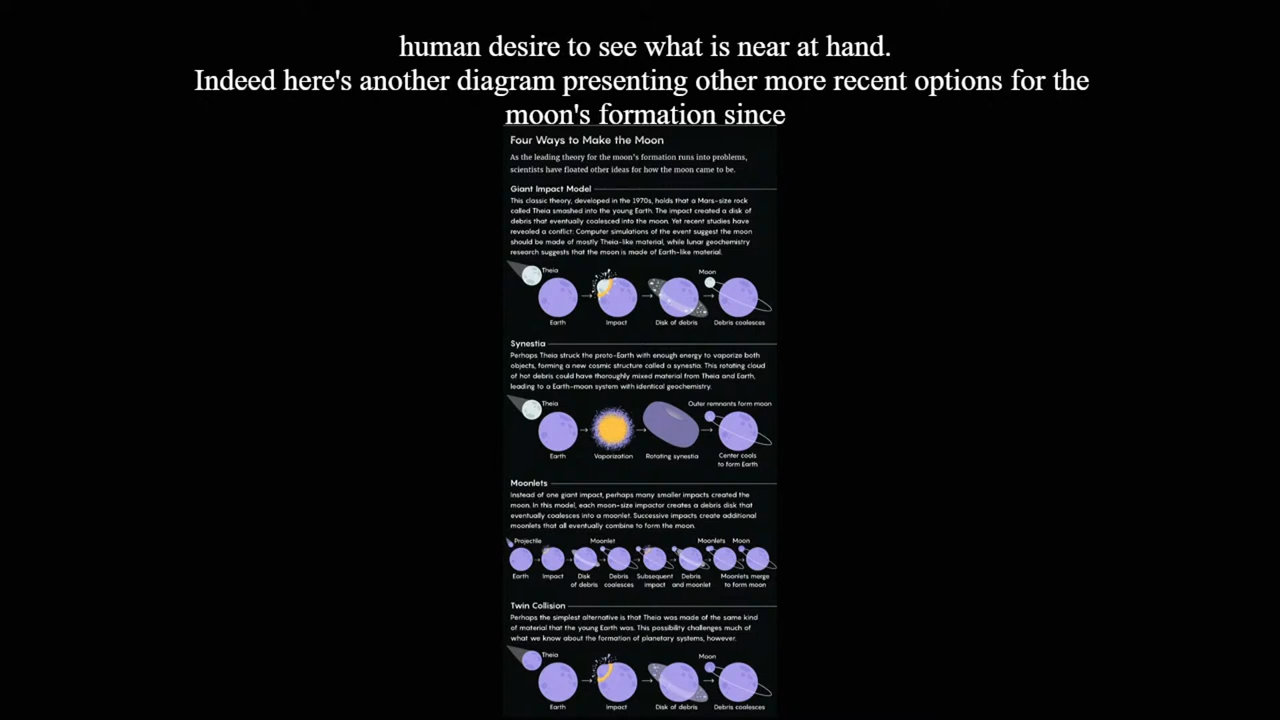 human desire to see what is near at hand.
Indeed here's another diagram presenting other more recent options for the
moon's formation since
Four Ways to Make the Moon
As the leading theory for the moon's formation runs into problems,
scientists have floated other ideas for how the moon came to be.
Giant Impact Model
This classic theory, developed in the 1970s, holds that a Mars-size rock
called Theia smashed into the young Earth. The impact created a disk of
debris that eventually coalesced into the moon. Yet recent studies have
revealed a conflict: Computer simulations of the event suggest the moon
should be made of mostly Theia-like material, while lunar geochemistry
research suggests that the moon is made of Earth-like material.
Theia Moon
Earth Impact Disk of debris Debris coalesces
Synestia
Perhaps Theia struck the proto-Earth with enough energy to vaporize both
objects, forming a new cosmic structure called a synestia. This rotating cloud
of hot debris could have thoroughly mixed material from Theia and Earth,
leading to a Earth-moon system with identical geochemistry.
Theia Outer remnants form moon
Earth Vaporization Rotating synestia Center cools
to form Earth
Moonlets
Instead of one giant impact, perhaps many smaller impacts created the
moon. In this model, each moon-size impactor creates a debris disk that
eventually coalesces into a moonlet. Successive impacts create additional
moonlets that all eventually combine to form the moon.
Projectile Moonlet Moonlets Moon
Earth Impact Disk Debris Subsequent Debris Moonlets merge
of debris coalesces impact and moonlet to form moon
Twin Collision
Perhaps the simplest alternative is that Theia was made of the same kind
of material that the young Earth was. This possibility challenges much of
what we know about the formation of planetary systems, however.
Theia Moon
Earth Impact Disk of debris Debris coalesces